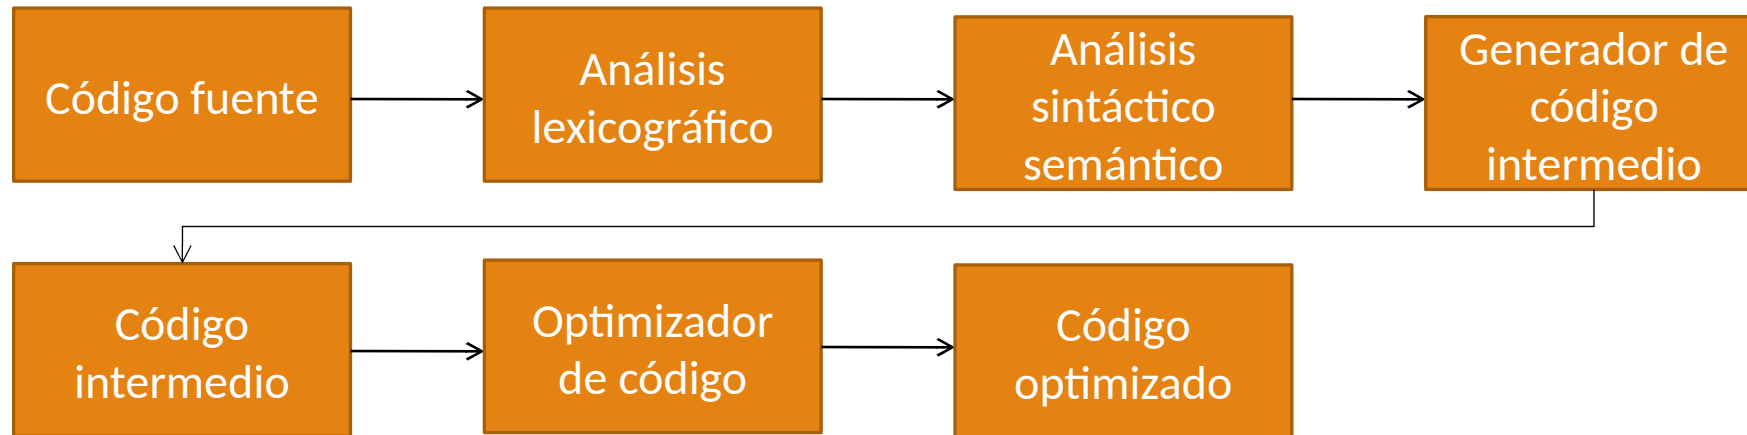 Código fuente
Análisis
lexicográfico
Análisis
sintáctico
semántico
Generador de
código
intermedio
Código
intermedio
Optimizador
de código
Código
optimizado